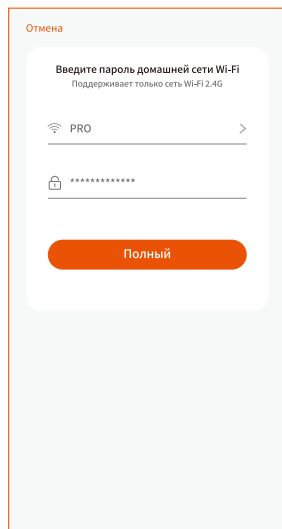 Отмена
Введите пароль домашней сети Wi-Fi
Поддерживает только сеть Wi-Fi 2.4G
PRO
*************
Полный